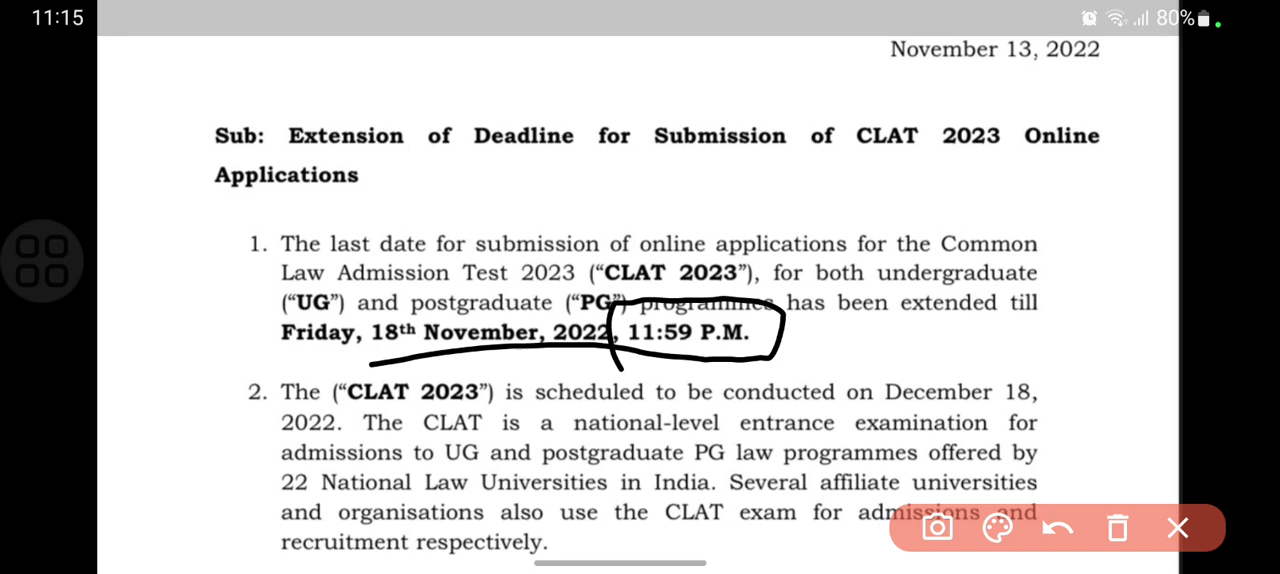 11:15
80%
November 13, 2022
Sub: Extension of Deadline for Submission of CLAT 2023 Online
Applications
1. The last date for submission of online applications for the Common
Law Admission Test 2023 (“CLAT 2023”), for both undergraduate
(“UG”) and postgraduate (“PG”) programmes has been extended till
Friday, 18th November, 2022, 11:59 P.M.
2. The (“CLAT 2023”) is scheduled to be conducted on December 18,
2022. The CLAT is a national-level entrance examination for
admissions to UG and postgraduate PG law programmes offered by
22 National Law Universities in India. Several affiliate universities
and organisations also use the CLAT exam for admissions and
recruitment respectively.